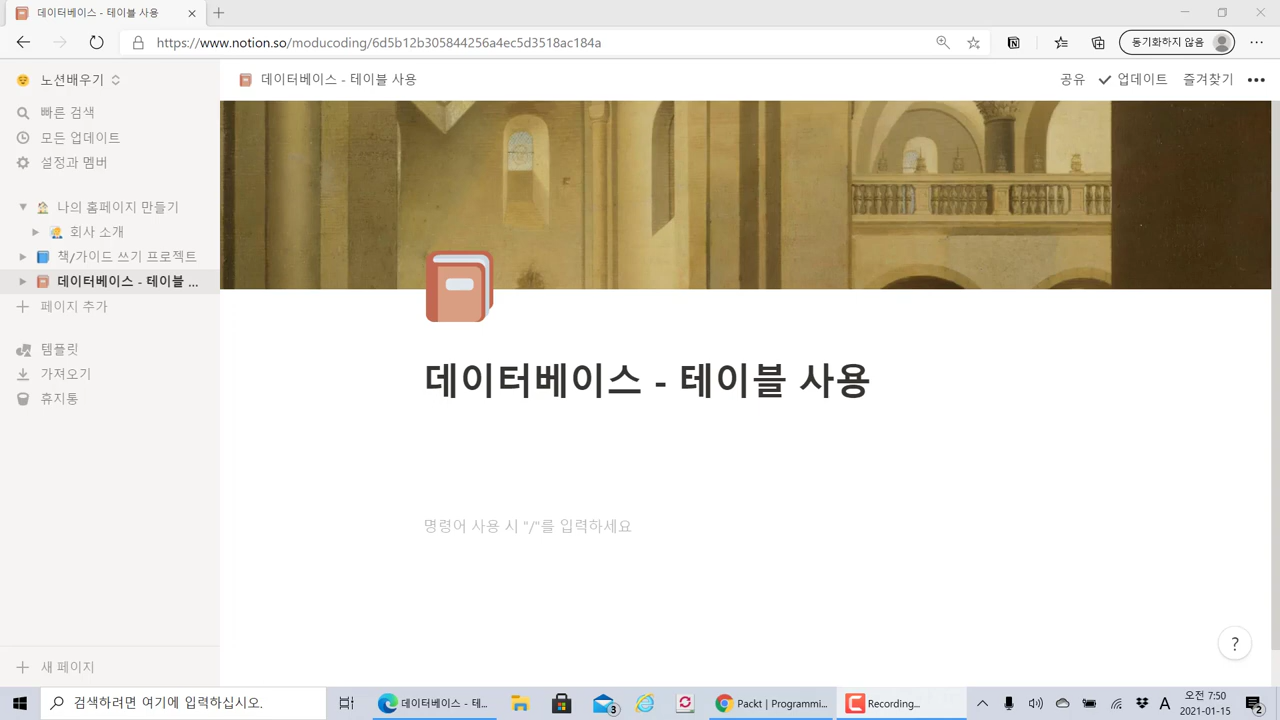 데이터베이스 - 테이블 사용
https://www.notion.so/moducoding/6d5b12b305844256a4ec5d3518ac184a
동기화하지 않음
노션배우기
데이터베이스 - 테이블 사용
공유
업데이트
즐겨찾기
빠른 검색
모든 업데이트
설정과 멤버
나의 홈페이지 만들기
회사 소개
책/가이드 쓰기 프로젝트
데이터베이스 - 테이블 ...
페이지 추가
템플릿
가져오기
휴지통
데이터베이스 - 테이블 사용
명령어 사용 시 "/"를 입력하세요
?
새 페이지
검색하려면 여기에 입력하십시오.
데이터베이스 - 테...
3
Packt | Programmi...
Recording...
A
오전 7:50
2021-01-15
2